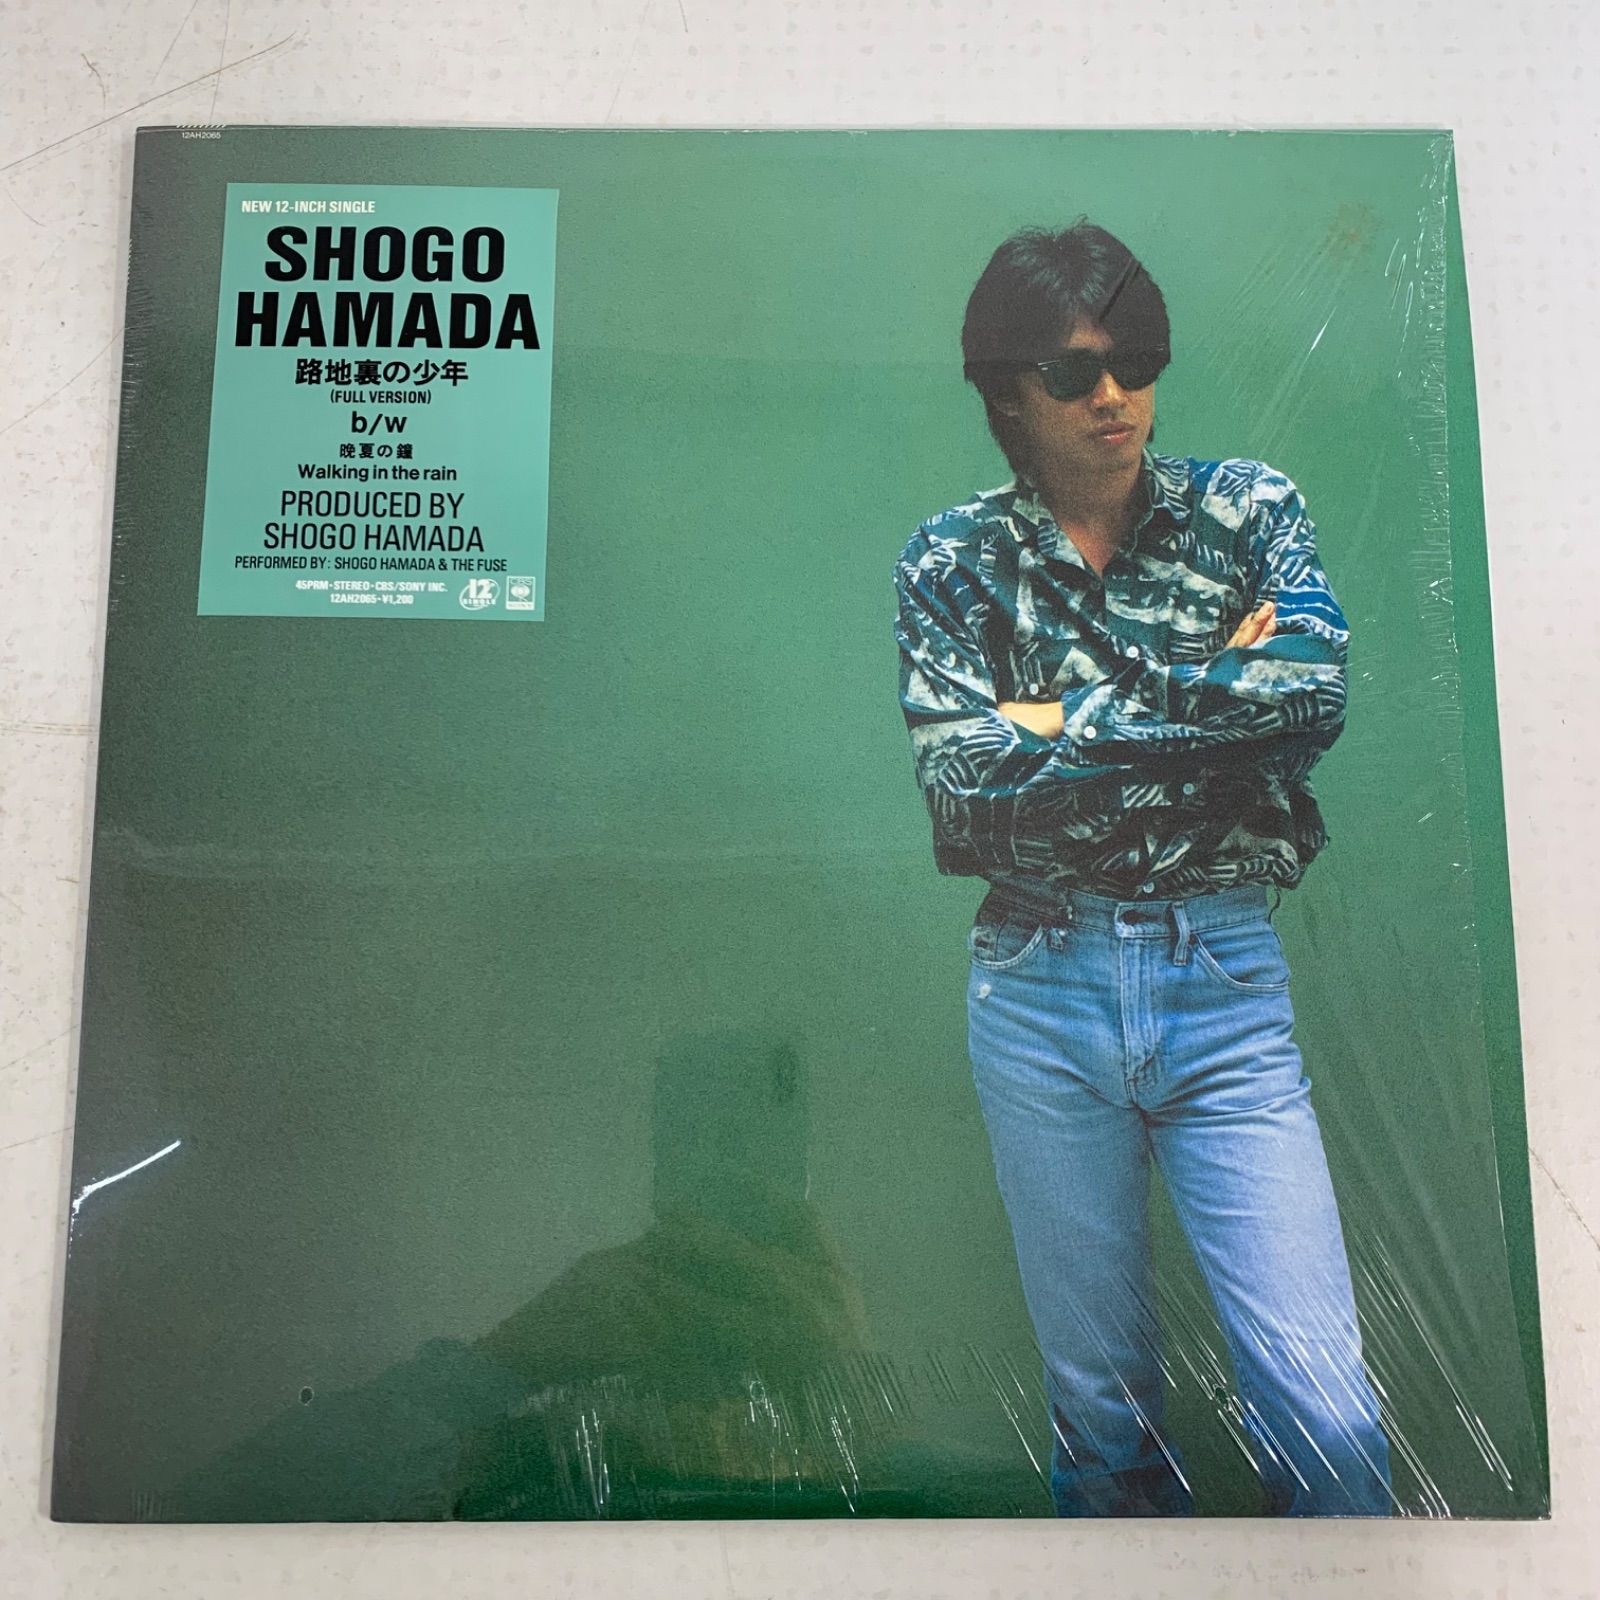 12AH2065
NEW 12-INCH SINGLE
SHOGO
HAMADA
路地裏の少年
(FULL VERSION)
b/w
晩夏の鐘
Walking in the rain
PRODUCED BY
SHOGO HAMADA
PERFORMED BY: SHOGO HAMADA & THE FUSE
45PRM・STEREO・CBS/SONY INC.
12AH2065・¥1,200
12"
SINGLE
CBS
SONY